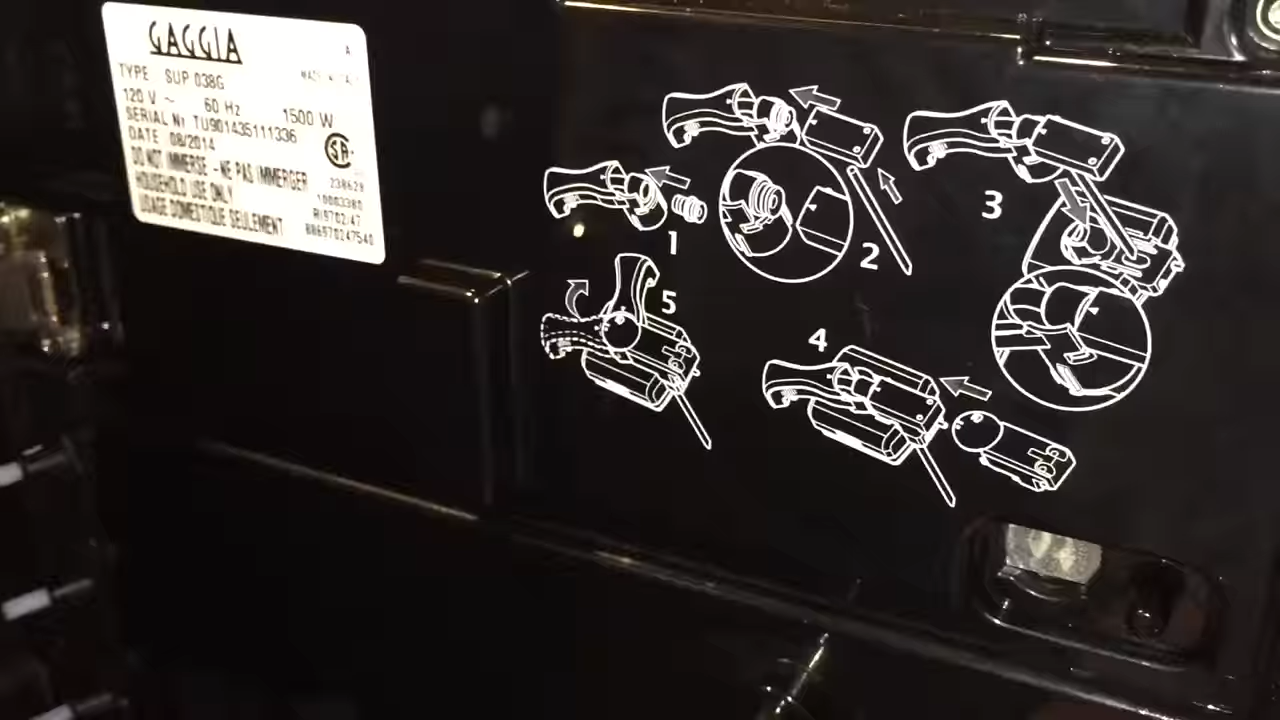 GAGGIA
A
TYPE SUP 038G
120 V ~ 60 Hz 1500 W
SERIAL Nr TU901435111336
DATE 08/2014
DO NOT IMMERSE - NE PAS IMMERGER
HOUSEHOLD USE ONLY
USAGE DOMESTIQUE SEULEMENT
238629
10003380
RI9702/47
886970247540
1
2
3
4
5